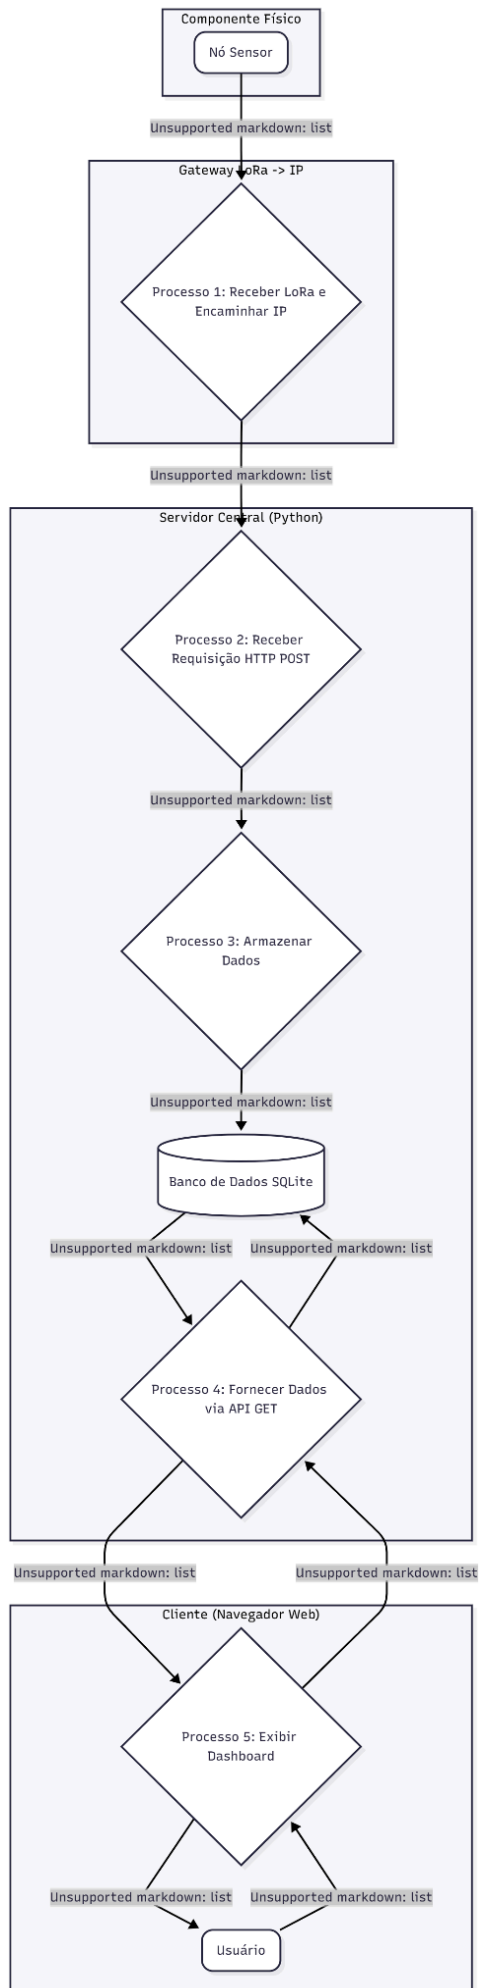 Componente Físico
Nó Sensor
Unsupported markdown: list
Gateway LoRa -> IP
Processo 1: Receber LoRa e
Encaminhar IP
Unsupported markdown: list
Servidor Central (Python)
Processo 2: Receber
Requisição HTTP POST
Unsupported markdown: list
Processo 3: Armazenar
Dados
Unsupported markdown: list
Banco de Dados SQLite
Unsupported markdown: list
Unsupported markdown: list
Processo 4: Fornecer Dados
via API GET
Unsupported markdown: list
Unsupported markdown: list
Cliente (Navegador Web)
Processo 5: Exibir
Dashboard
Unsupported markdown: list
Unsupported markdown: list
Usuário